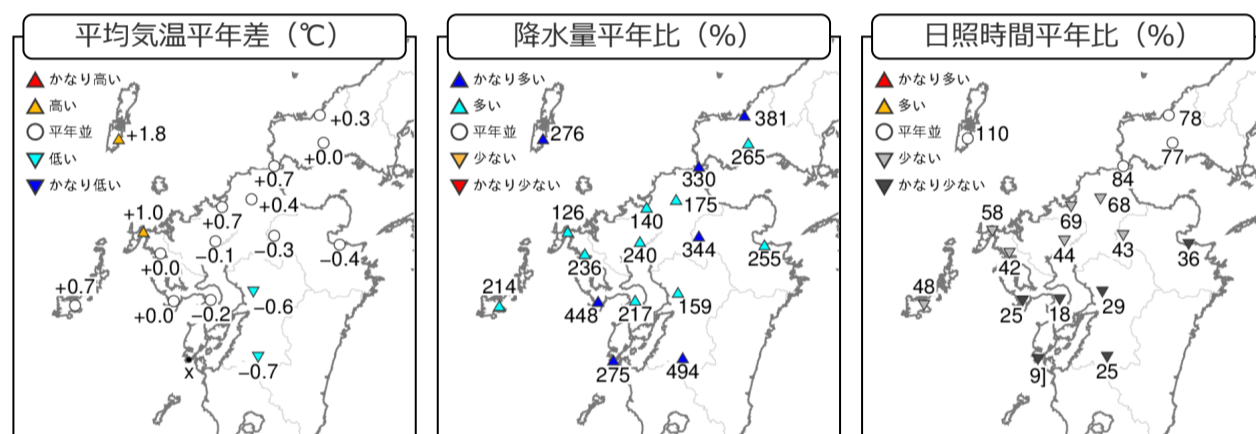 平均気温平年差（℃）
かなり高い
高い
平年並
低い
かなり低い
+1.8
+0.3
+0.0
+0.7
+0.4
+1.0
+0.7
−0.3
−0.1
−0.4
+0.0
+0.7
−0.6
+0.0
−0.2
x
−0.7
降水量平年比（%）
かなり多い
多い
平年並
少ない
かなり少ない
276
381
265
330
175
126
140
344
240
255
236
214
159
448
217
275
494
日照時間平年比（%）
かなり多い
多い
平年並
少ない
かなり少ない
110
78
77
84
68
58
69
43
44
36
42
48
29
25
18
9]
25